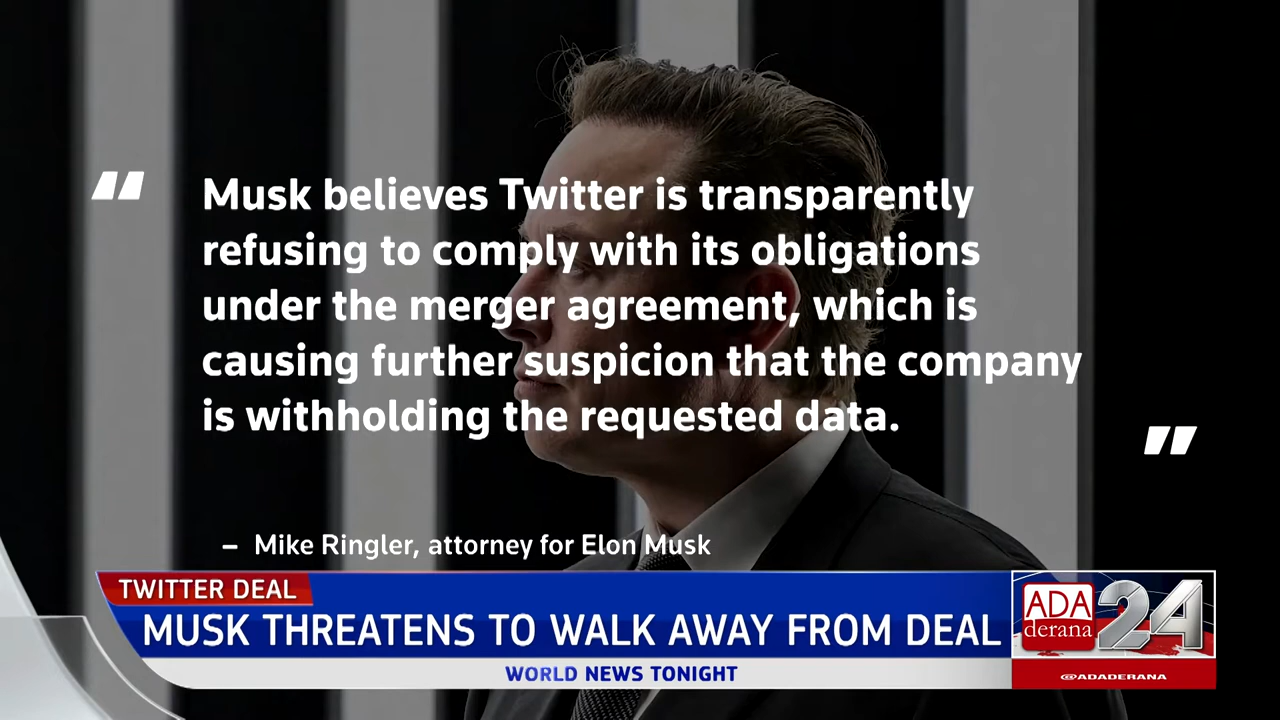 “
Musk believes Twitter is transparently
refusing to comply with its obligations
under the merger agreement, which is
causing further suspicion that the company
is withholding the requested data.
”
– Mike Ringler, attorney for Elon Musk
TWITTER DEAL
MUSK THREATENS TO WALK AWAY FROM DEAL
WORLD NEWS TONIGHT
ADA
derana
24
@ADADERANA